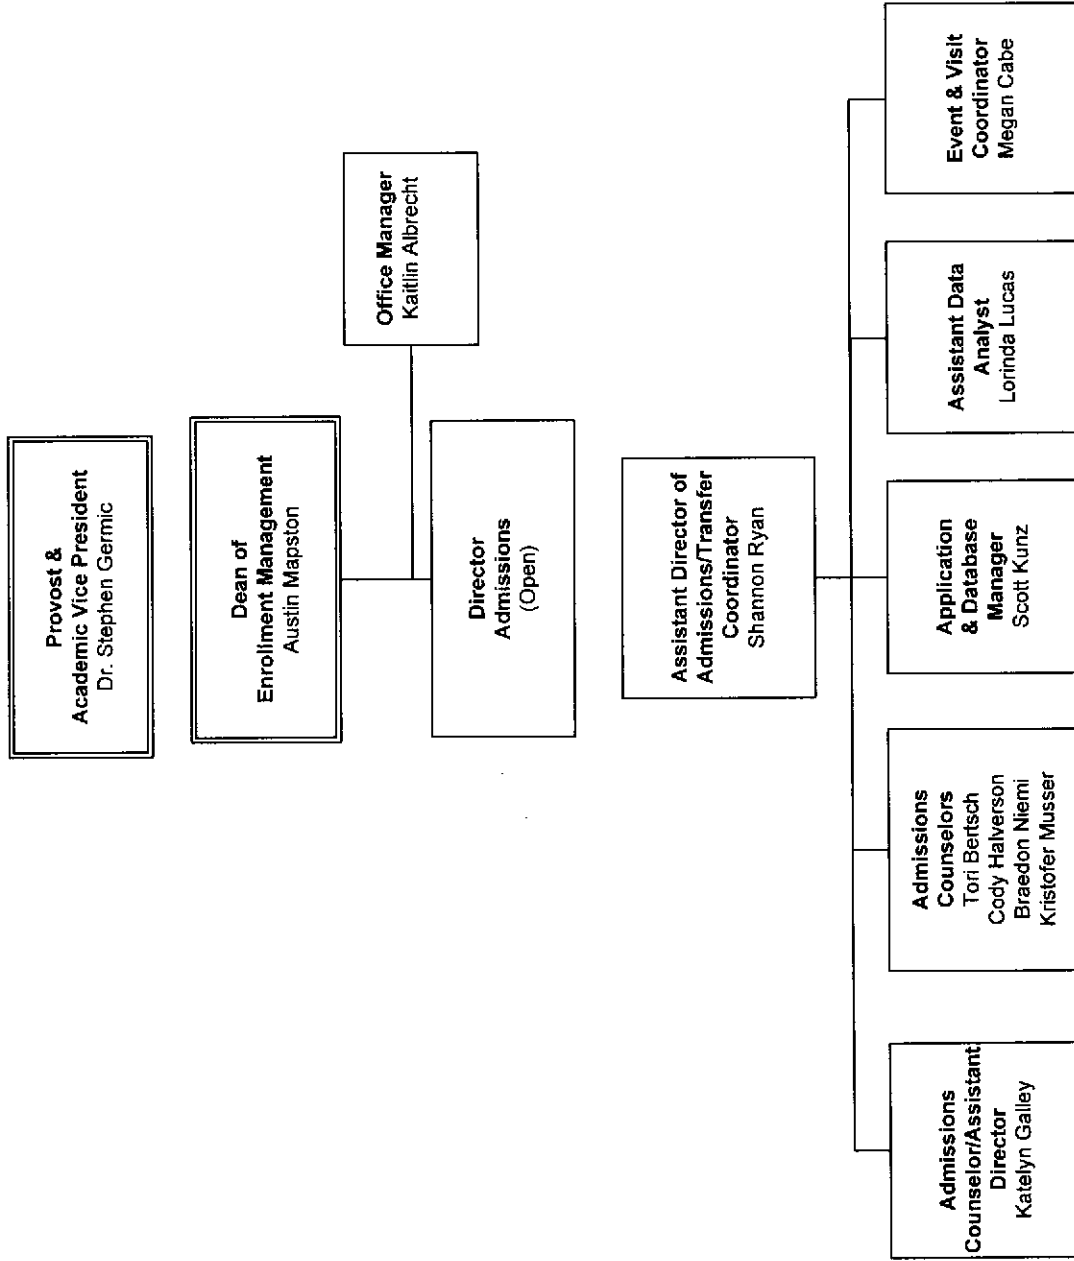 Provost &
Academic Vice President
Dr. Stephen Germic
Dean of
Enrollment Management
Austin Mapston
Office Manager
Kaitlin Albrecht
Director
Admissions
(Open)
Assistant Director of
Admissions/Transfer
Coordinator
Shannon Ryan
Admissions
Counselor/Assistant
Director
Katelyn Galley
Admissions
Counselors
Tori Bertsch
Cody Halverson
Braedon Niemi
Kristofer Musser
Application
& Database
Manager
Scott Kunz
Assistant Data
Analyst
Lorinda Lucas
Event & Visit
Coordinator
Megan Cabe